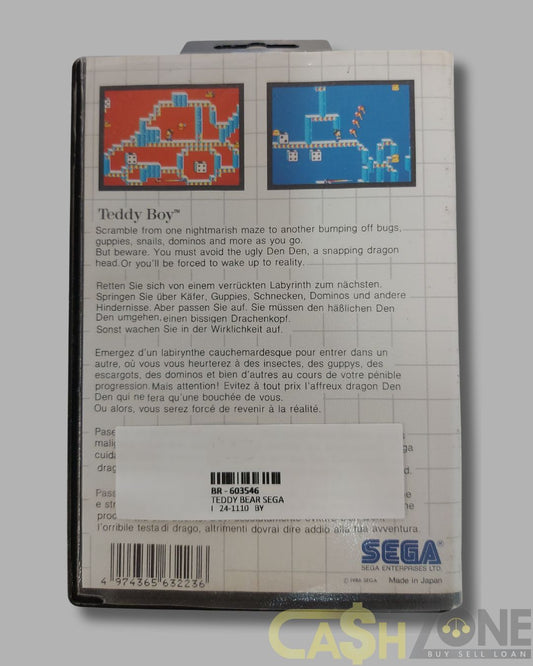 Teddy Boy™
Scramble from one nightmarish maze to another bumping off bugs,
guppies, snails, dominos and more as you go.
But beware. You must avoid the ugly Den Den, a snapping dragon
head. Or you'll be forced to wake up to reality.
Retten Sie sich von einem verrückten Labyrinth zum nächsten.
Springen Sie über Käfer, Guppies, Schnecken, Dominos und andere
Hindernisse. Aber passen Sie auf. Sie müssen den häßlichen Den
Den umgehen, einen bissigen Drachenkopf.
Sonst wachen Sie in der Wirklichkeit auf.
Emergez d'un labirynthe cauchemardesque pour entrer dans un
autre, où vous vous heurterez à des insectes, des guppys, des
escargots, des dominos et bien d'autres au cours de votre pénible
progression. Mais attention! Evitez à tout prix l'affreux dragon Den
Den qui ne fera qu'une bouchée de vous.
Ou alors, vous serez forcé de revenir à la réalité.
BR - 603546
TEDDY BEAR SEGA
I 24-1110 BY
l'orribile testa di drago, altrimenti dovrai dire addio alla tua avventura.
4 974365 632236
SEGA
SEGA ENTERPRISES LTD.
© 1986 SEGA Made in Japan
CA$HZONE
BUY SELL LOAN